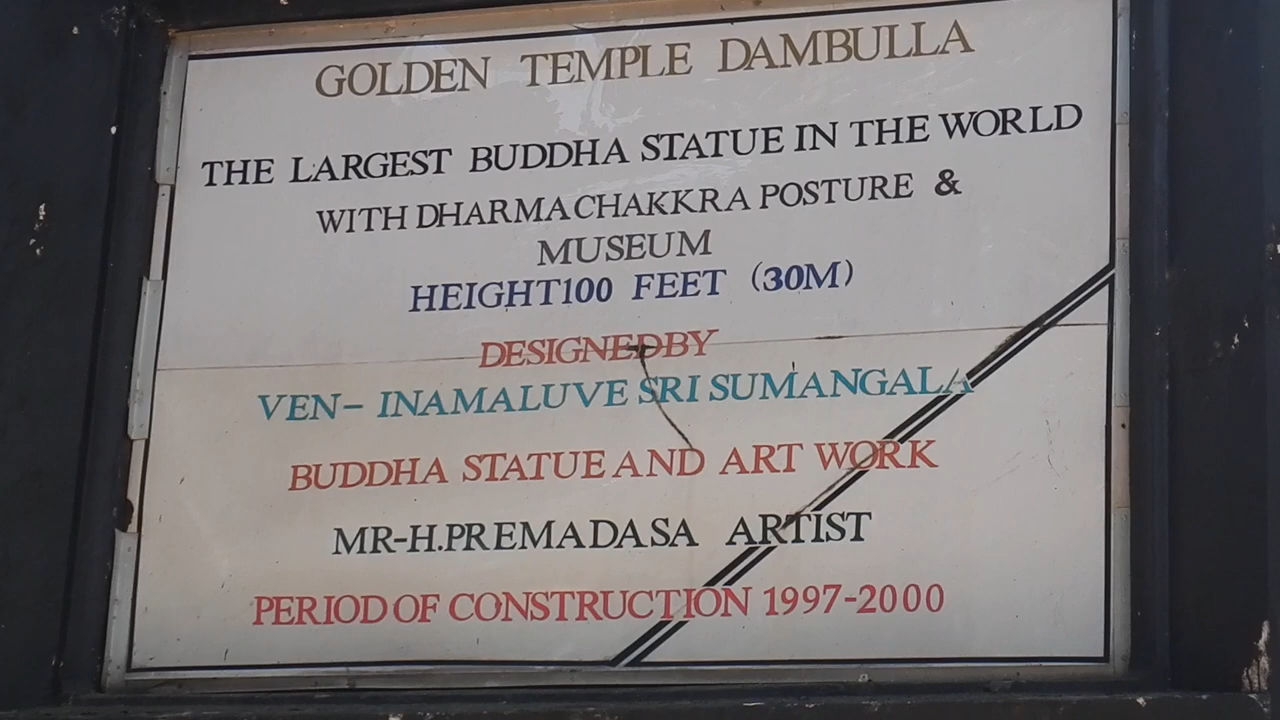 GOLDEN TEMPLE DAMBULLA
THE LARGEST BUDDHA STATUE IN THE WORLD
WITH DHARMACHAKKRA POSTURE &
MUSEUM
HEIGHT100 FEET (30M)
DESIGNEDBY
VEN- INAMALUVE SRI SUMANGALA
BUDDHA STATUE AND ART WORK
MR-H.PREMADASA ARTIST
PERIOD OF CONSTRUCTION 1997-2000